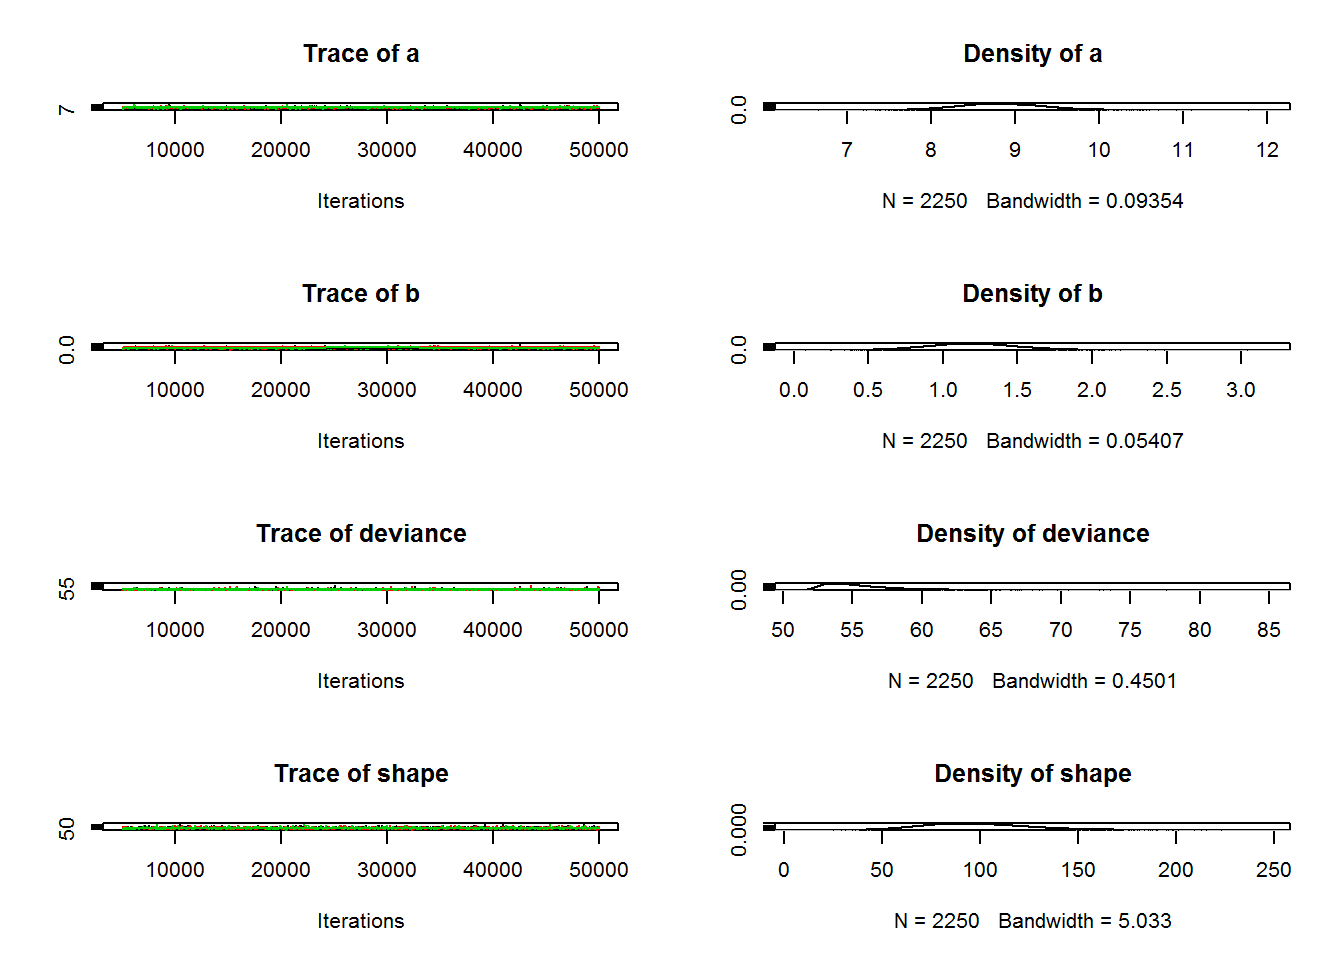 Trace of a
7
10000 20000 30000 40000 50000
Iterations
Density of a
0.0
7 8 9 10 11 12
N = 2250 Bandwidth = 0.09354
Trace of b
0.0
10000 20000 30000 40000 50000
Iterations
Density of b
0.0
0.0 0.5 1.0 1.5 2.0 2.5 3.0
N = 2250 Bandwidth = 0.05407
Trace of deviance
55
10000 20000 30000 40000 50000
Iterations
Density of deviance
0.00
50 55 60 65 70 75 80 85
N = 2250 Bandwidth = 0.4501
Trace of shape
50
10000 20000 30000 40000 50000
Iterations
Density of shape
0.000
0 50 100 150 200 250
N = 2250 Bandwidth = 5.033